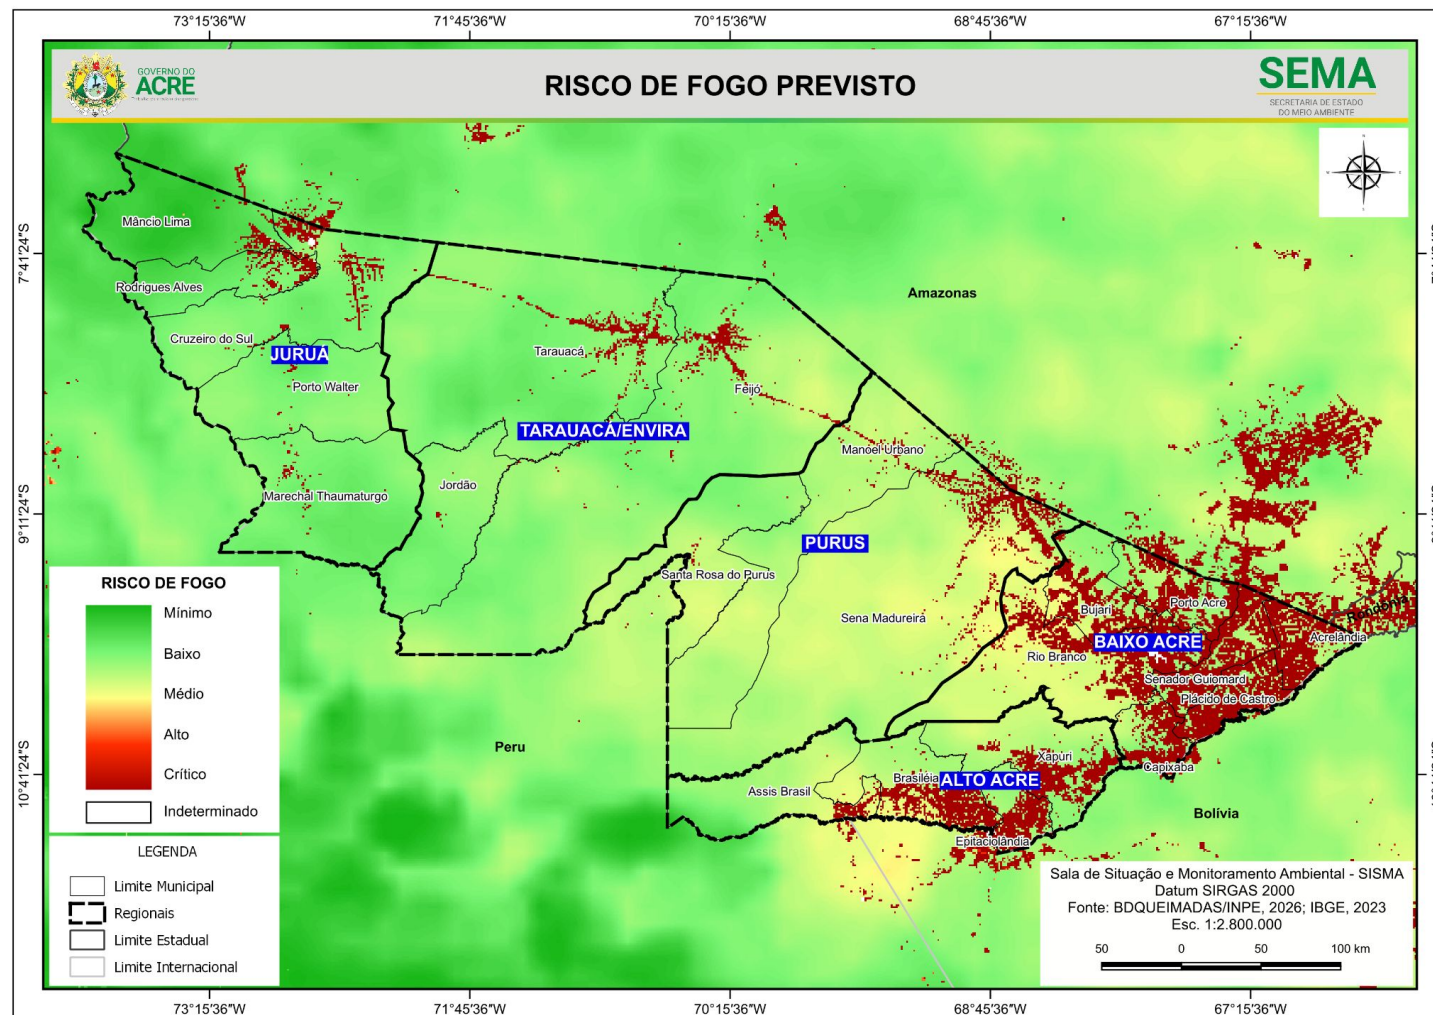 73°15'36"W 71°45'36"W 70°15'36"W 68°45'36"W 67°15'36"W
GOVERNO DO
ACRE
RISCO DE FOGO PREVISTO
SEMA
SECRETARIA DE ESTADO
DO MEIO AMBIENTE
Mâncio Lima
7°41'24"S
Rodrigues Alves
Amazonas
Cruzeiro do Sul
JURUÁ
Tarauacá
Porto Walter
Feijó
TARAUACÁ/ENVIRA
Manoel Urbano
Jordão
Marechal Thaumaturgo
9°11'24"S
PURUS
Santa Rosa do Purus
Sena Madureira
Bujari
Porto Acre
Rondônia
Acrelândia
BAIXO ACRE
Rio Branco
Senador Guiomard
Plácido de Castro
Peru
Xapuri
Capixaba
10°41'24"S
Brasiléia
ALTO ACRE
Assis Brasil
Bolívia
Epitaciolândia
RISCO DE FOGO
Mínimo
Baixo
Médio
Alto
Crítico
Indeterminado
LEGENDA
Limite Municipal
Regionais
Limite Estadual
Limite Internacional
Sala de Situação e Monitoramento Ambiental - SISMA
Datum SIRGAS 2000
Fonte: BDQUEIMADAS/INPE, 2026; IBGE, 2023
Esc. 1:2.800.000
50 0 50 100 km
73°15'36"W 71°45'36"W 70°15'36"W 68°45'36"W 67°15'36"W